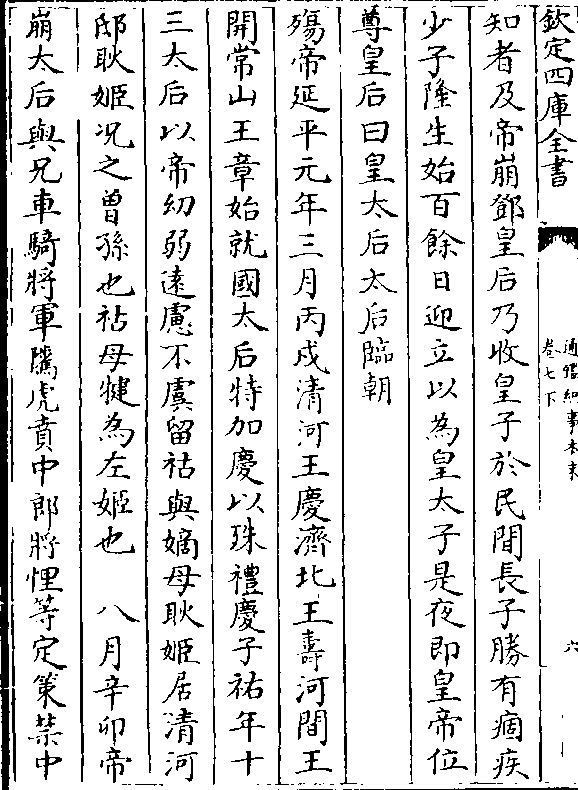 欽定四庫全書
通鑑紀事本末
卷七下
六
知者及帝崩鄧皇后乃收皇子於民間長子勝有痼疾
少子隆生始百餘日迎立以為皇太子是夜即皇帝位
尊皇后曰皇太后太后臨朝
殤帝延平元年三月丙戌清河王慶濟北王壽河間王
開常山王章始就國太后特加慶以殊禮慶子祐年十
三太后以帝幼弱遠慮不虞留祜與嫡母耿姬居清河
邸耿姬况之曾孫也祜母犍為左姬也　八月辛卯帝
崩太后與兄車騎將軍騭虎賁中郎將悝等定策禁中